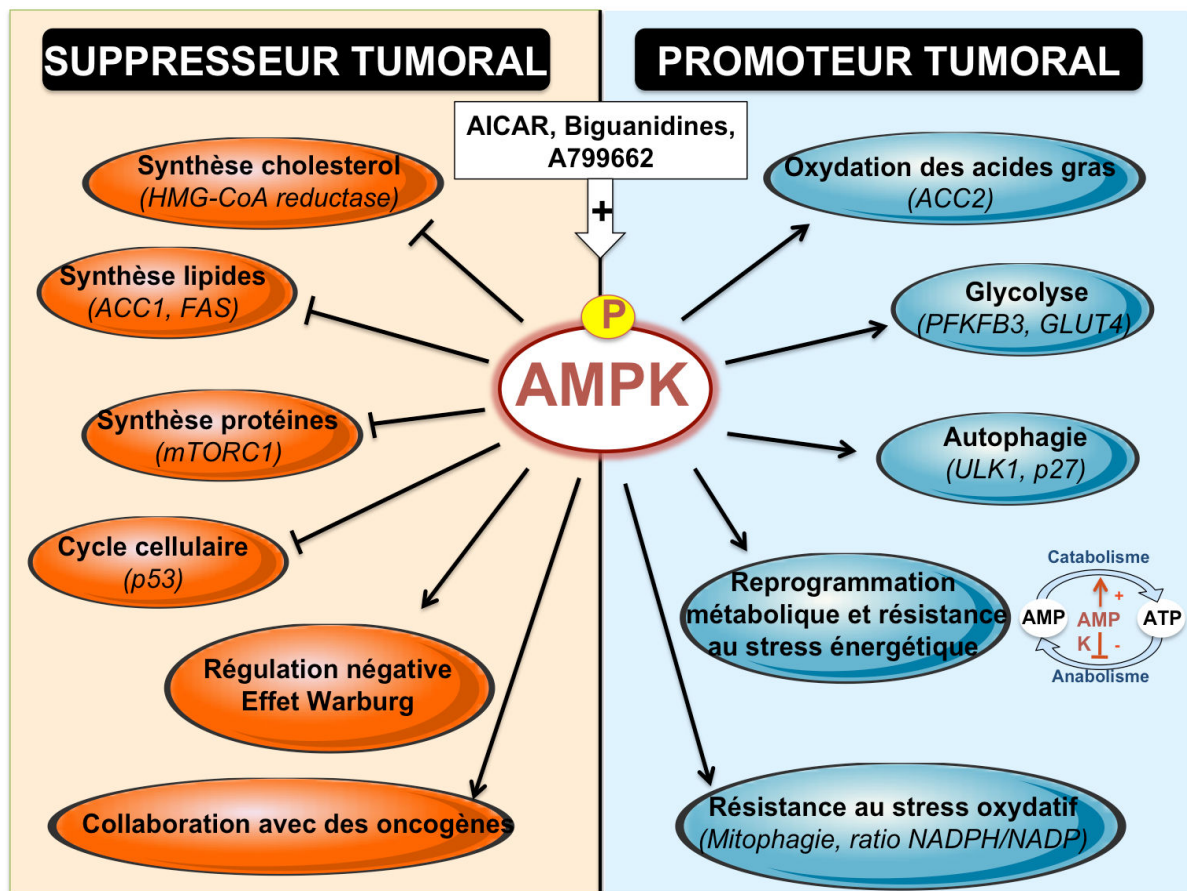 SUPPRESSEUR TUMORAL
PROMOTEUR TUMORAL
AICAR, Biguanidines,
A799662
+
P
AMPK
Synthèse cholesterol
(HMG-CoA reductase)
Synthèse lipides
(ACC1, FAS)
Synthèse protéines
(mTORC1)
Cycle cellulaire
(p53)
Régulation négative
Effet Warburg
Collaboration avec des oncogènes
Oxydation des acides gras
(ACC2)
Glycolyse
(PFKFB3, GLUT4)
Autophagie
(ULK1, p27)
Reprogrammation
métabolique et résistance
au stress énergétique
Catabolisme
+
AMP
AMP
K
ATP
-
Anabolisme
Résistance au stress oxydatif
(Mitophagie, ratio NADPH/NADP)